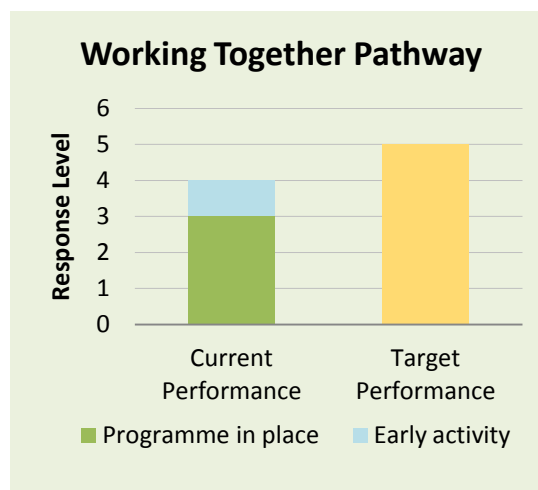 Working Together Pathway
Response Level
6
5
4
3
2
1
0
Current Performance
Target Performance
Programme in place
Early activity